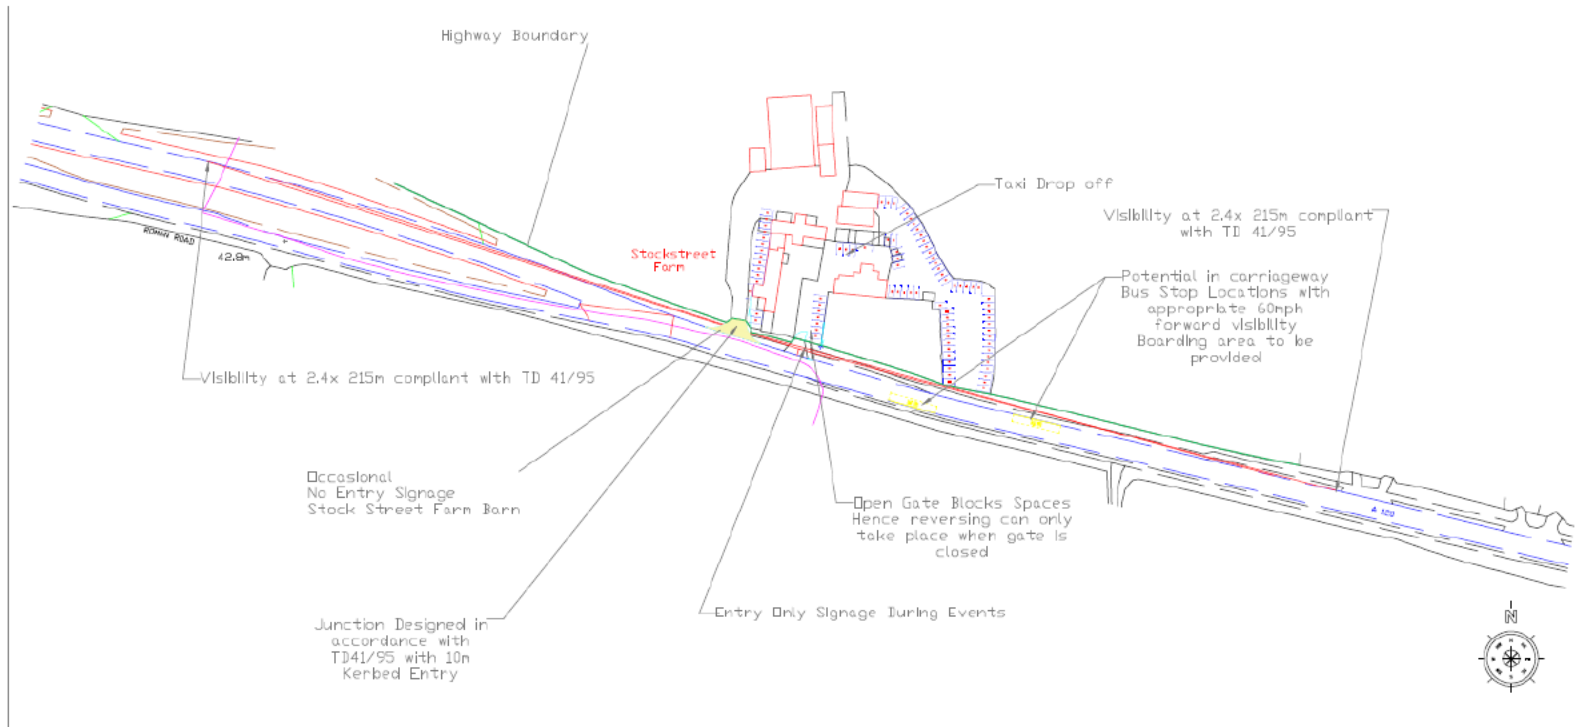 Highway Boundary
Taxi Drop off
Visibility at 2.4x 215m compliant
with TD 41/95
Stockstreet
Farm
ROMAN ROAD
42.8m
Potential in carriageway
Bus Stop Locations with
appropriate 60mph
forward visibility
Boarding area to be
provided
Visibility at 2.4x 215m compliant with TD 41/95
Occasional
No Entry Signage
Stock Street Farm Barn
Open Gate Blocks Spaces
Hence reversing can only
take place when gate is
closed
A 120
Entry Only Signage During Events
Junction Designed in
accordance with
TD41/95 with 10m
Kerbed Entry
N